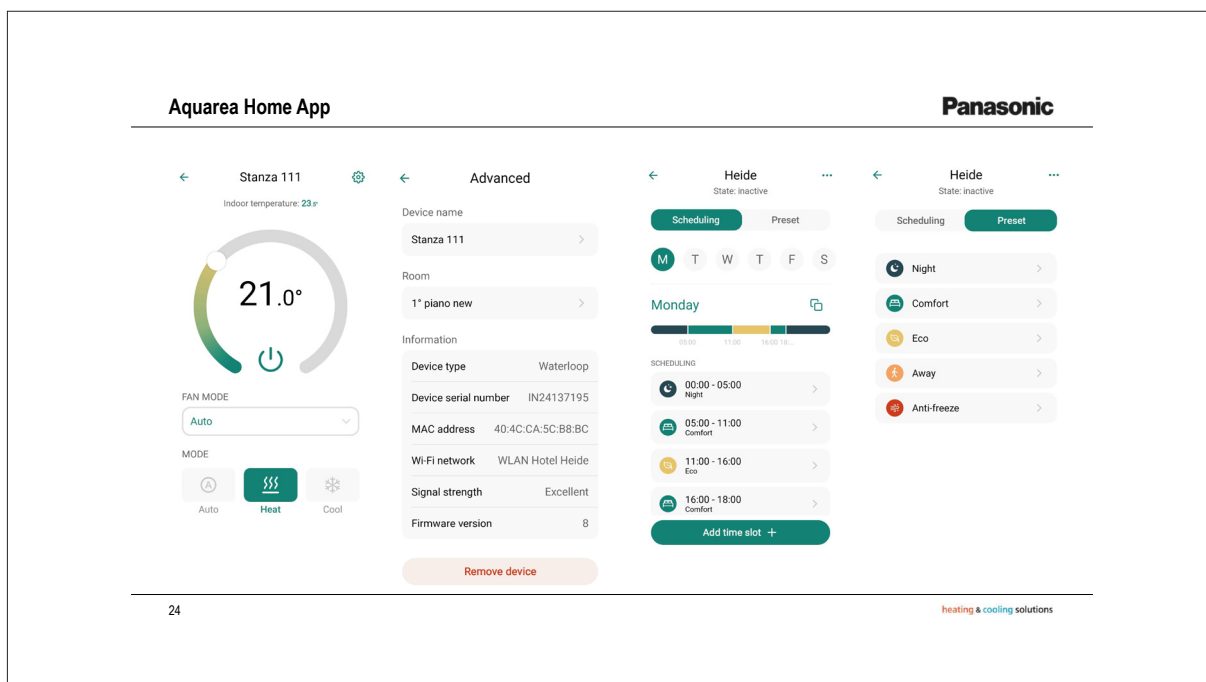 Aquarea Home App
Panasonic
Stanza 111
Indoor temperature: 23.5°
21.0°
FAN MODE
Auto
MODE
A
Auto
Heat
Cool
Advanced
Device name
Stanza 111
Room
1° piano new
Information
Device type Waterloop
Device serial number IN24137195
MAC address 40:4C:CA:5C:B8:BC
Wi-Fi network WLAN Hotel Heide
Signal strength Excellent
Firmware version 8
Remove device
Heide
State: inactive
Scheduling Preset
M T W T F S
Monday
05:00 11:00 16:00 18:...
SCHEDULING
00:00 - 05:00
Night
05:00 - 11:00
Comfort
11:00 - 16:00
Eco
16:00 - 18:00
Comfort
Add time slot +
Heide
State: inactive
Scheduling Preset
Night
Comfort
Eco
Away
Anti-freeze
24
heating & cooling solutions